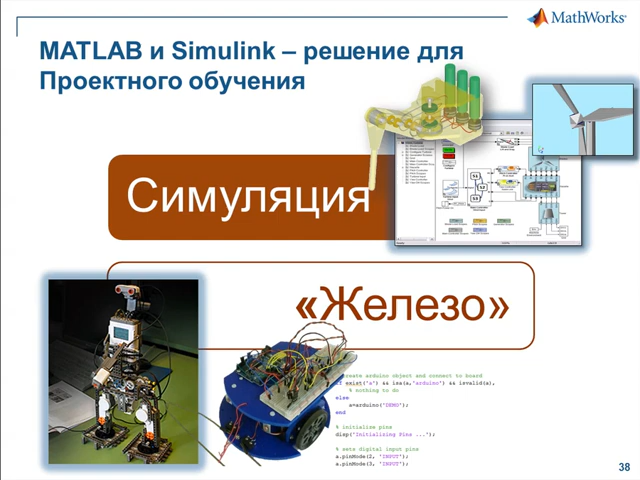 MathWorks
MATLAB и Simulink – решение для
Проектного обучения
Симуляция
«Железо»
create arduino object and connect to board
if exist('a') && isa(a,'arduino') && isvalid(a),
% nothing to do
else
a=arduino('DEMO');
end
% initialize pins
disp('Initializing Pins ...');
% sets digital input pins
a.pinMode(2, 'INPUT');
a.pinMode(3, 'INPUT');
38